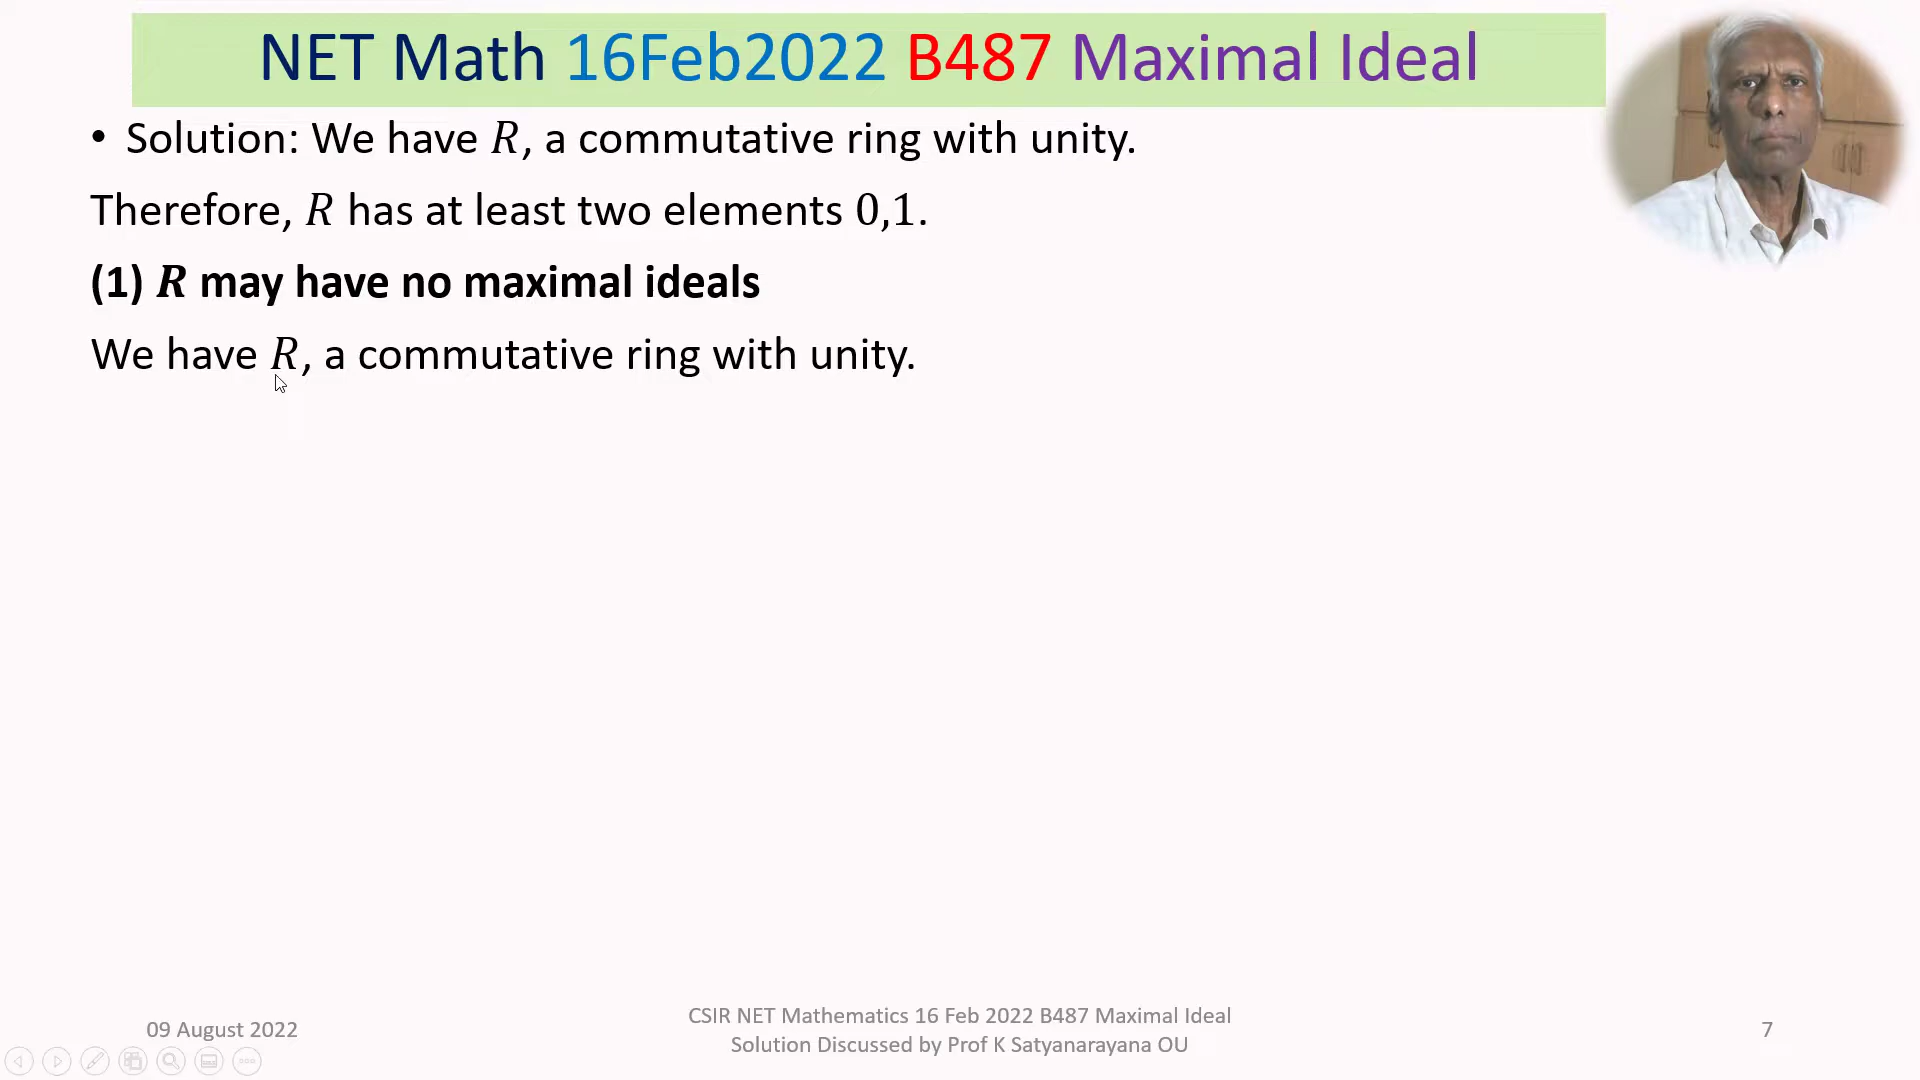 NET Math 16Feb2022 B487 Maximal Ideal
• Solution: We have R, a commutative ring with unity.
Therefore, R has at least two elements 0,1.
(1) R may have no maximal ideals
We have R, a commutative ring with unity.
09 August 2022
CSIR NET Mathematics 16 Feb 2022 B487 Maximal Ideal
Solution Discussed by Prof K Satyanarayana OU
7